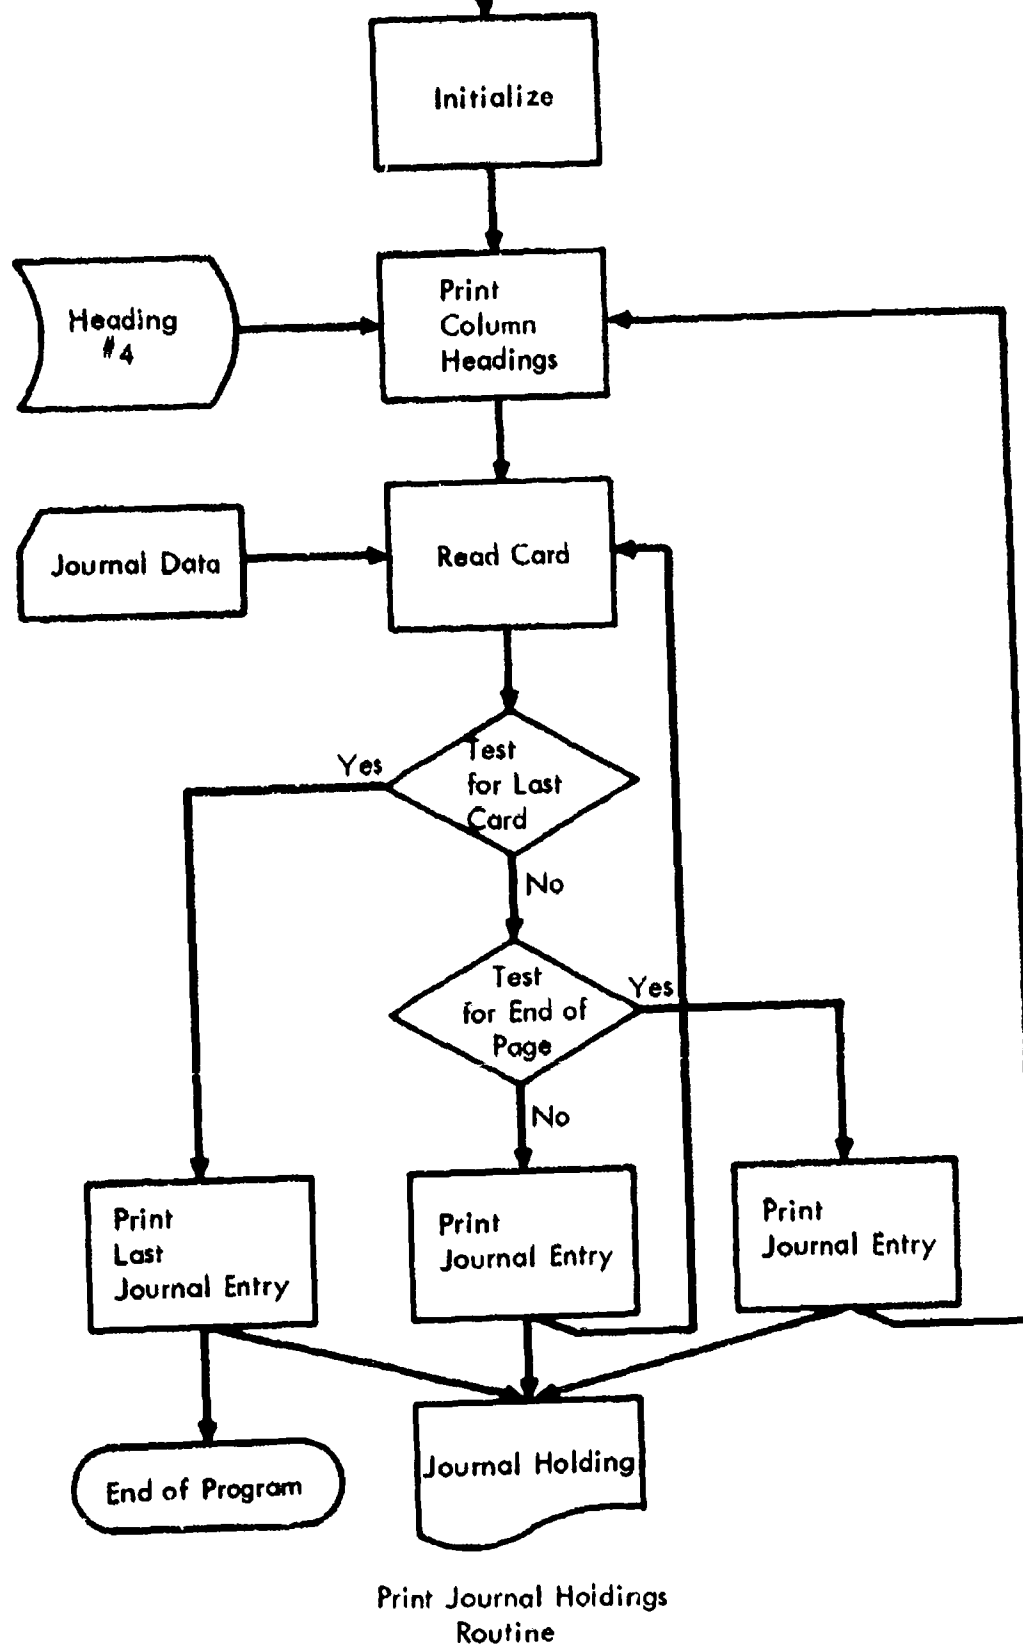 Initialize
Print
Column
Headings
Heading
#4
Journal Data
Read Card
Yes
Test
for Last
Card
No
Test
for End of
Page
Yes
No
Print
Last
Journal Entry
Print
Journal Entry
Print
Journal Entry
End of Program
Journal Holding
Print Journal Holdings
Routine